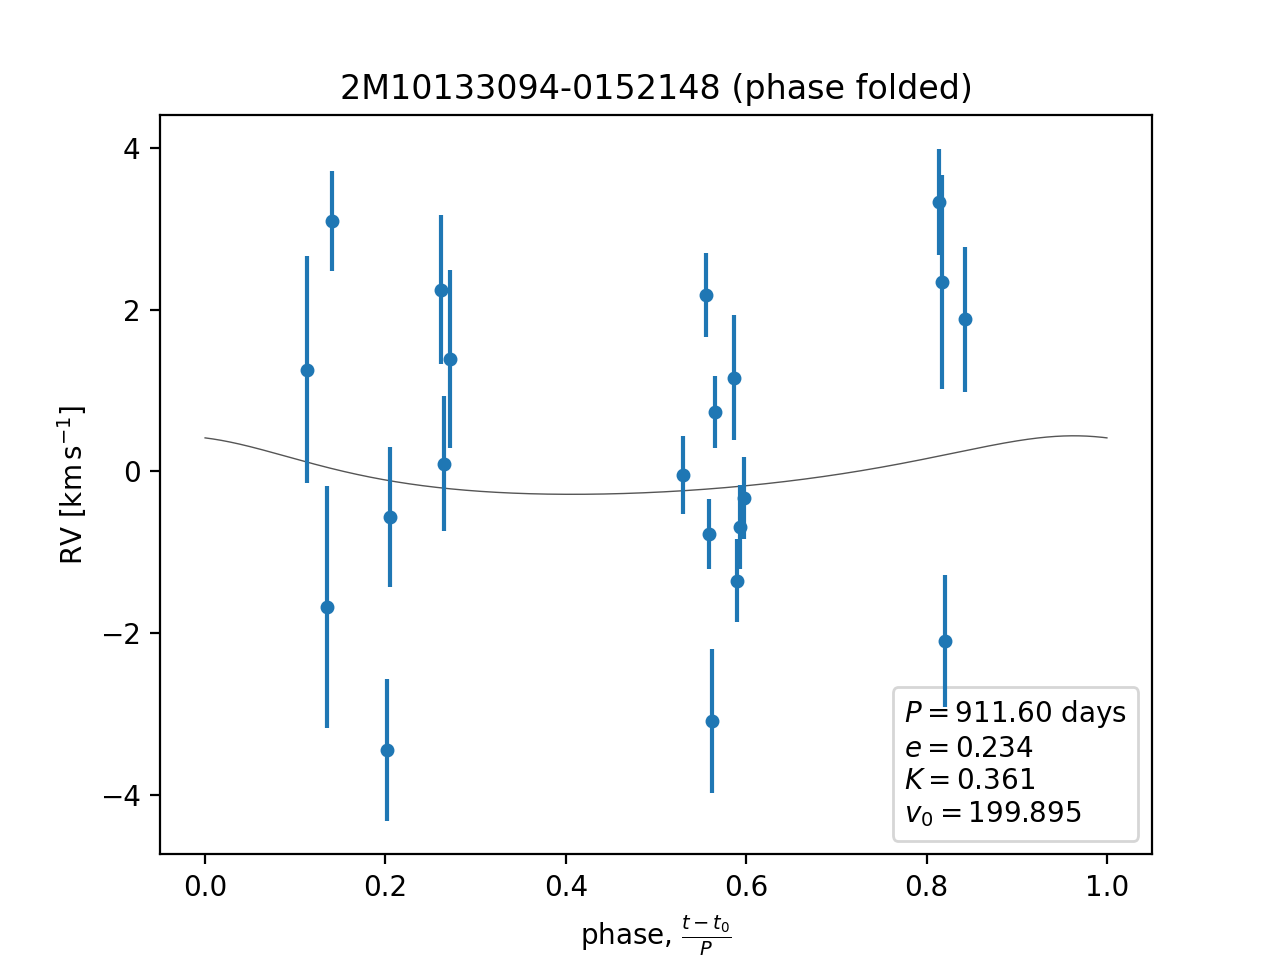 2M10133094-0152148 (phase folded)
4
2
0
−2
−4
RV [km s⁻¹]
P = 911.60 days
e = 0.234
K = 0.361
v₀ = 199.895
0.0 0.2 0.4 0.6 0.8 1.0
phase, (t − t₀)/P